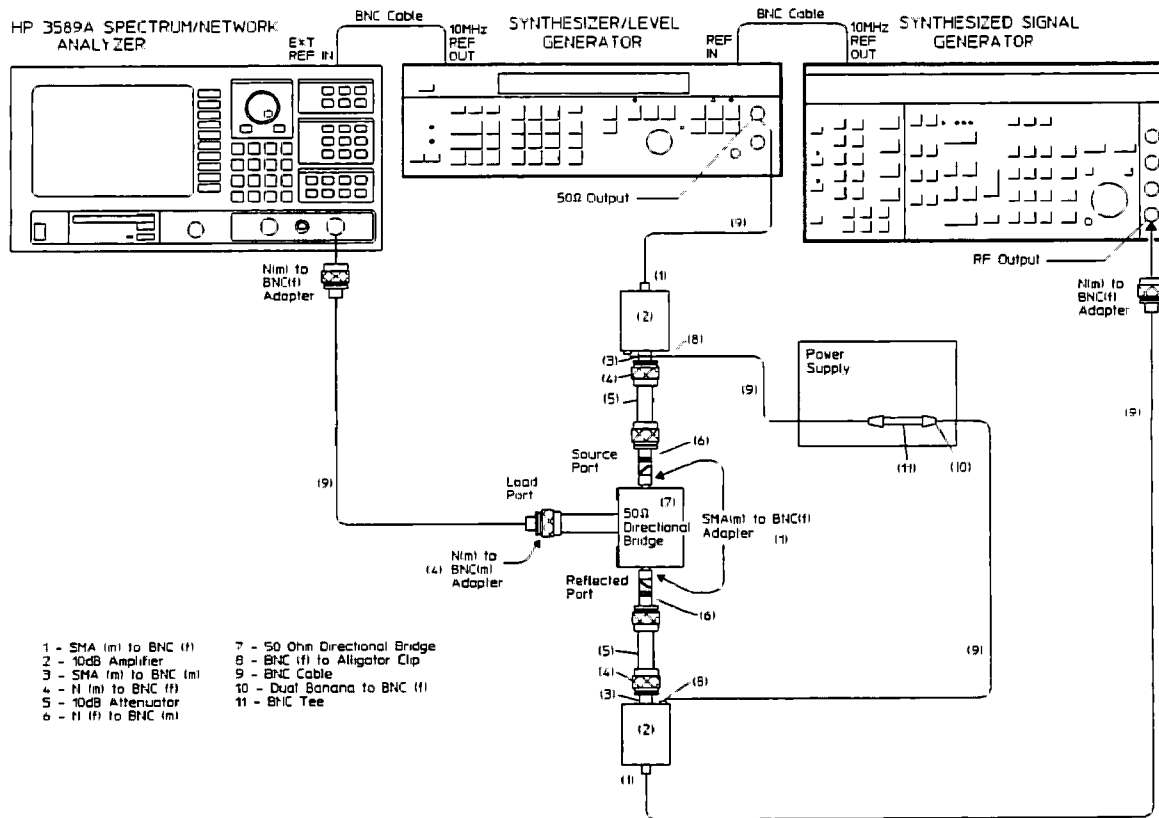 HP 3589A SPECTRUM/NETWORK
ANALYZER
EXT
REF IN
BNC Cable
10MHz
REF
OUT
SYNTHESIZER/LEVEL
GENERATOR
REF
IN
BNC Cable
10MHz
REF
OUT
SYNTHESIZED SIGNAL
GENERATOR
50Ω Output
RF Output
N(m) to
BNC(f)
Adapter
(9)
(1)
(2)
(3)
(8)
(4)
(5)
(9)
Power
Supply
(11)
(10)
N(m) to
BNC(f)
Adapter
(9)
(6)
Source
Port
(9)
Load
Port
(7)
50Ω
Directional
Bridge
SMA(m) to BNC(f)
Adapter (1)
N(m) to
(4) BNC(m)
Adapter
Reflected
Port
(6)
(5)
(9)
(4)
(8)
(3)
(2)
(1)
1 - SMA (m) to BNC (f)
2 - 10dB Amplifier
3 - SMA (m) to BNC (m)
4 - N (m) to BNC (f)
5 - 10dB Attenuator
6 - N (f) to BNC (m)
7 - 50 Ohm Directional Bridge
8 - BNC (f) to Alligator Clip
9 - BNC Cable
10 - Dual Banana to BNC (f)
11 - BNC Tee